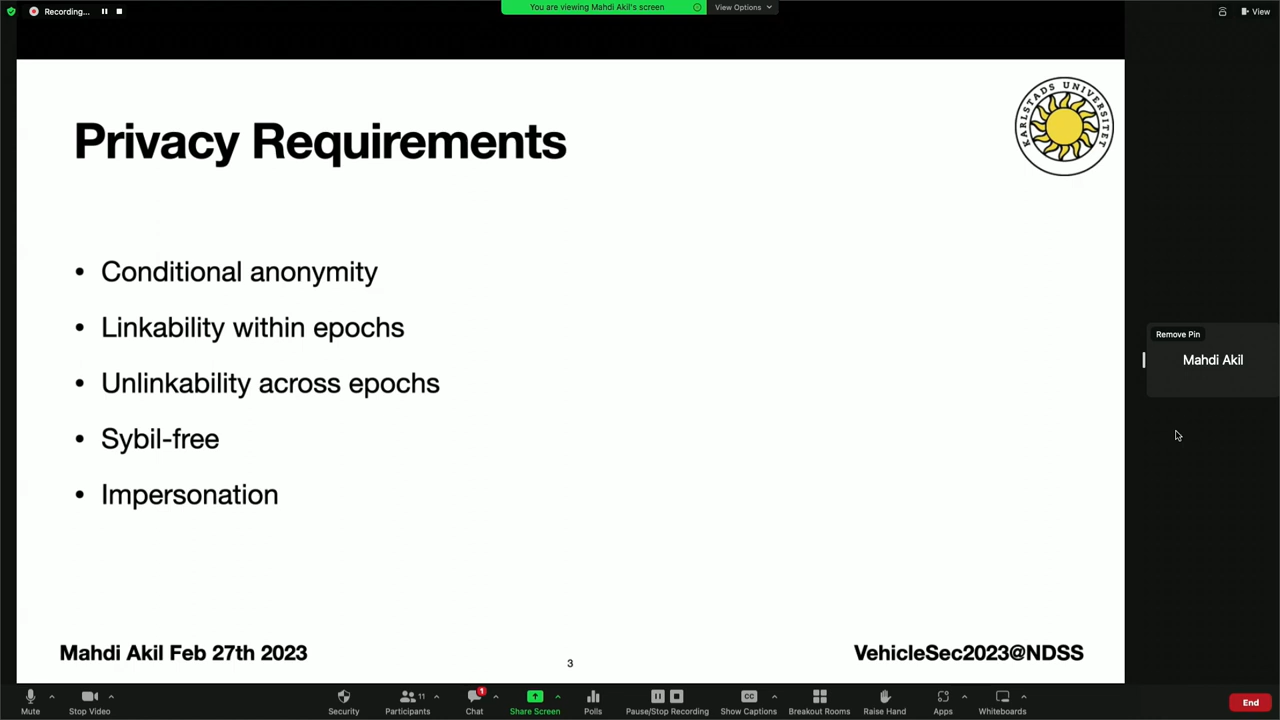 Recording...
You are viewing Mahdi Akil's screen
View Options
View
KARLSTADS UNIVERSITET
Privacy Requirements
• Conditional anonymity
• Linkability within epochs
• Unlinkability across epochs
• Sybil-free
• Impersonation
Remove Pin
Mahdi Akil
Mahdi Akil Feb 27th 2023
3
VehicleSec2023@NDSS
Mute
Stop Video
Security
Participants
11
Chat
1
Share Screen
Polls
Pause/Stop Recording
CC
Show Captions
Breakout Rooms
Raise Hand
Apps
Whiteboards
End